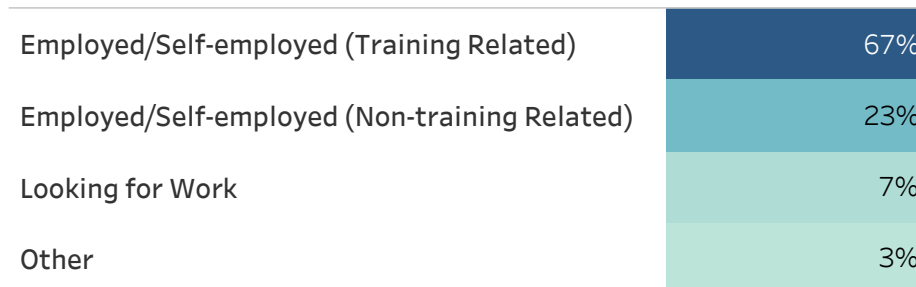 Employed/Self-employed (Training Related) 67%
Employed/Self-employed (Non-training Related) 23%
Looking for Work 7%
Other 3%